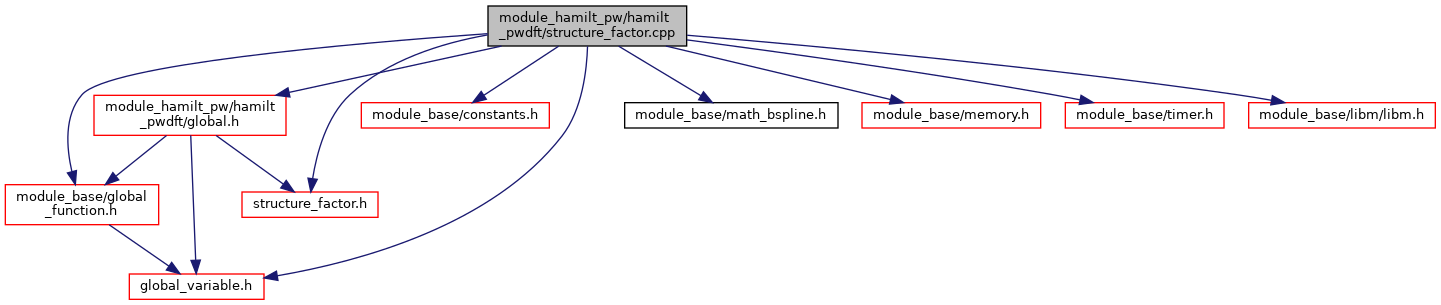 module_hamilt_pw/hamilt
_pwdft/structure_factor.cpp
module_hamilt_pw/hamilt
_pwdft/global.h
module_base/constants.h
module_base/math_bspline.h
module_base/memory.h
module_base/timer.h
module_base/libm/libm.h
module_base/global
_function.h
structure_factor.h
global_variable.h